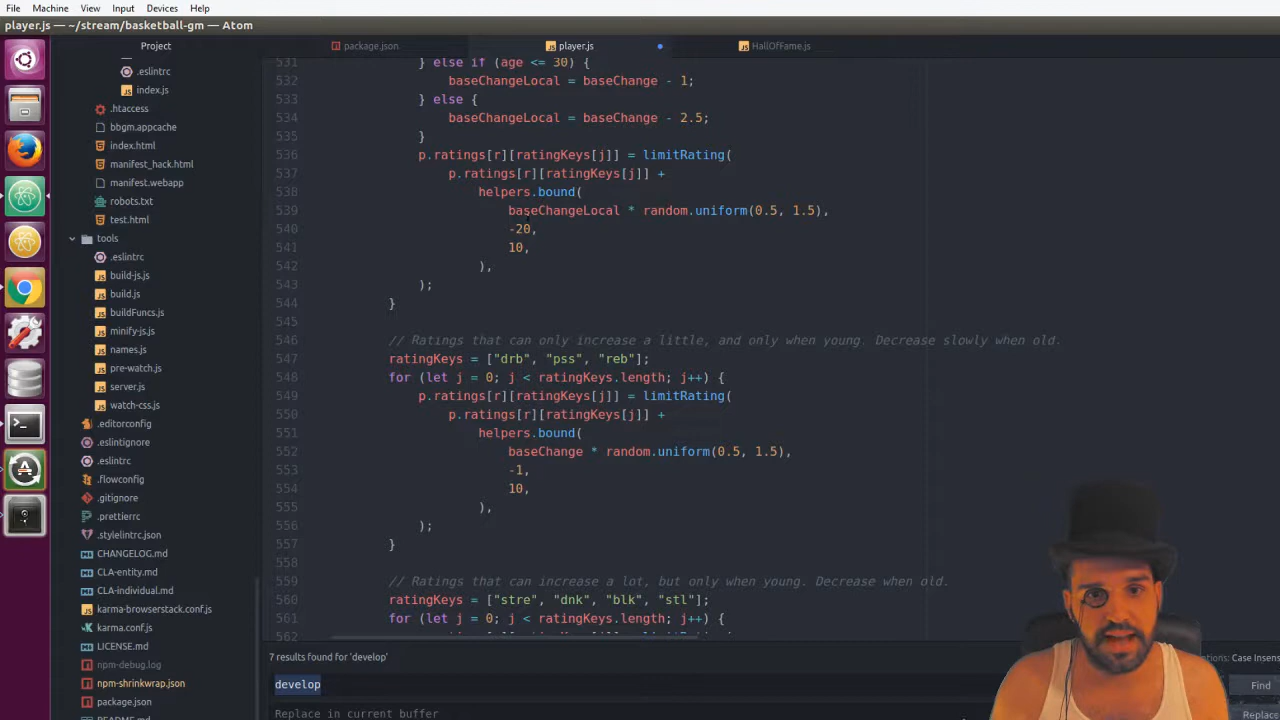 File Machine View Input Devices Help
player.js — ~/stream/basketball-gm — Atom
Project
package.json
player.js
HallOfFame.js
.eslintrc
index.js
.htaccess
bbgm.appcache
index.html
manifest_hack.html
manifest.webapp
robots.txt
test.html
tools
.eslintrc
build-js.js
build.js
buildFuncs.js
minify-js.js
names.js
pre-watch.js
server.js
watch-css.js
.editorconfig
.eslintignore
.eslintrc
.flowconfig
.gitignore
.prettierrc
.stylelintrc.json
CHANGELOG.md
CLA-entity.md
CLA-individual.md
karma-browserstack.conf.js
karma.conf.js
LICENSE.md
npm-debug.log
npm-shrinkwrap.json
package.json
README.md
531 } else if (age <= 30) {
532 baseChangeLocal = baseChange - 1;
533 } else {
534 baseChangeLocal = baseChange - 2.5;
535 }
536 p.ratings[r][ratingKeys[j]] = limitRating(
537 p.ratings[r][ratingKeys[j]] +
538 helpers.bound(
539 baseChangeLocal * random.uniform(0.5, 1.5),
540 -20,
541 10,
542 ),
543 );
544 }
545
546 // Ratings that can only increase a little, and only when young. Decrease slowly when old.
547 ratingKeys = ["drb", "pss", "reb"];
548 for (let j = 0; j < ratingKeys.length; j++) {
549 p.ratings[r][ratingKeys[j]] = limitRating(
550 p.ratings[r][ratingKeys[j]] +
551 helpers.bound(
552 baseChange * random.uniform(0.5, 1.5),
553 -1,
554 10,
555 ),
556 );
557 }
558
559 // Ratings that can increase a lot, but only when young. Decrease when old.
560 ratingKeys = ["stre", "dnk", "blk", "stl"];
561 for (let j = 0; j < ratingKeys.length; j++) {
562
7 results found for 'develop'
Case Insens
develop
Find
Replace in current buffer
Replace